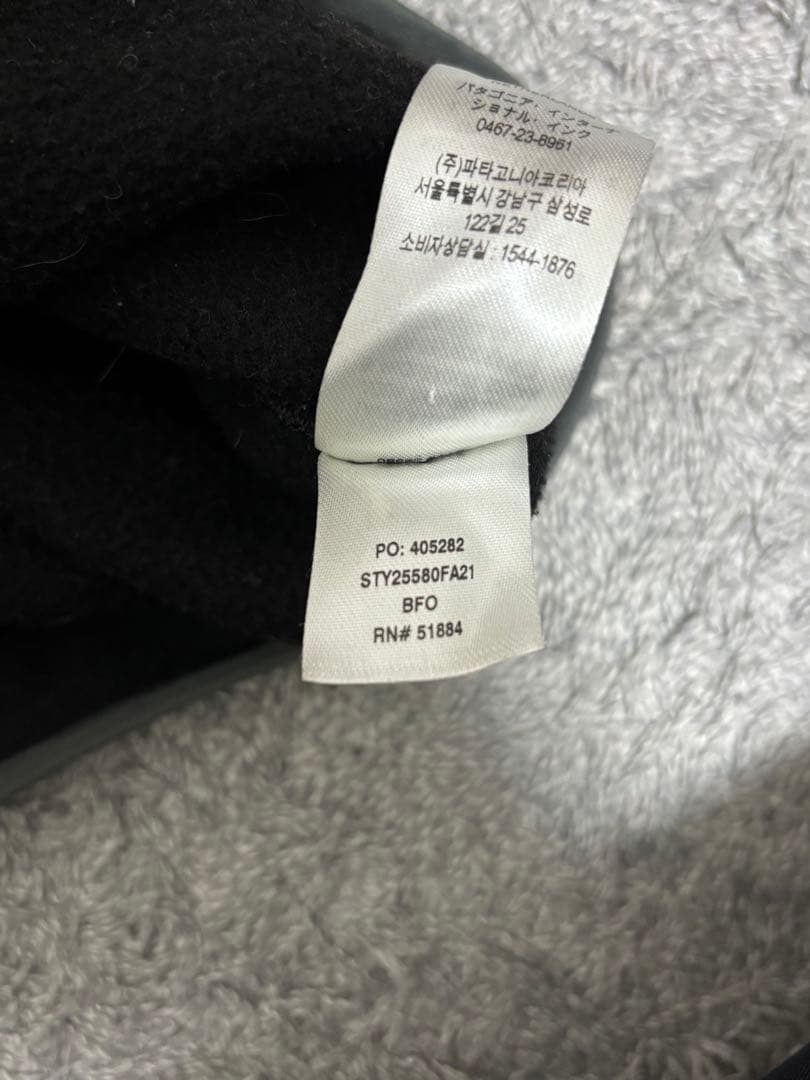 パタゴニア・インターナ
ショナル・インク
0467-23-8961
(주)파타고니아코리아
서울특별시 강남구 삼성로
122길 25
소비자상담실 : 1544-1876
PO: 405282
STY25580FA21
BFO
RN# 51884